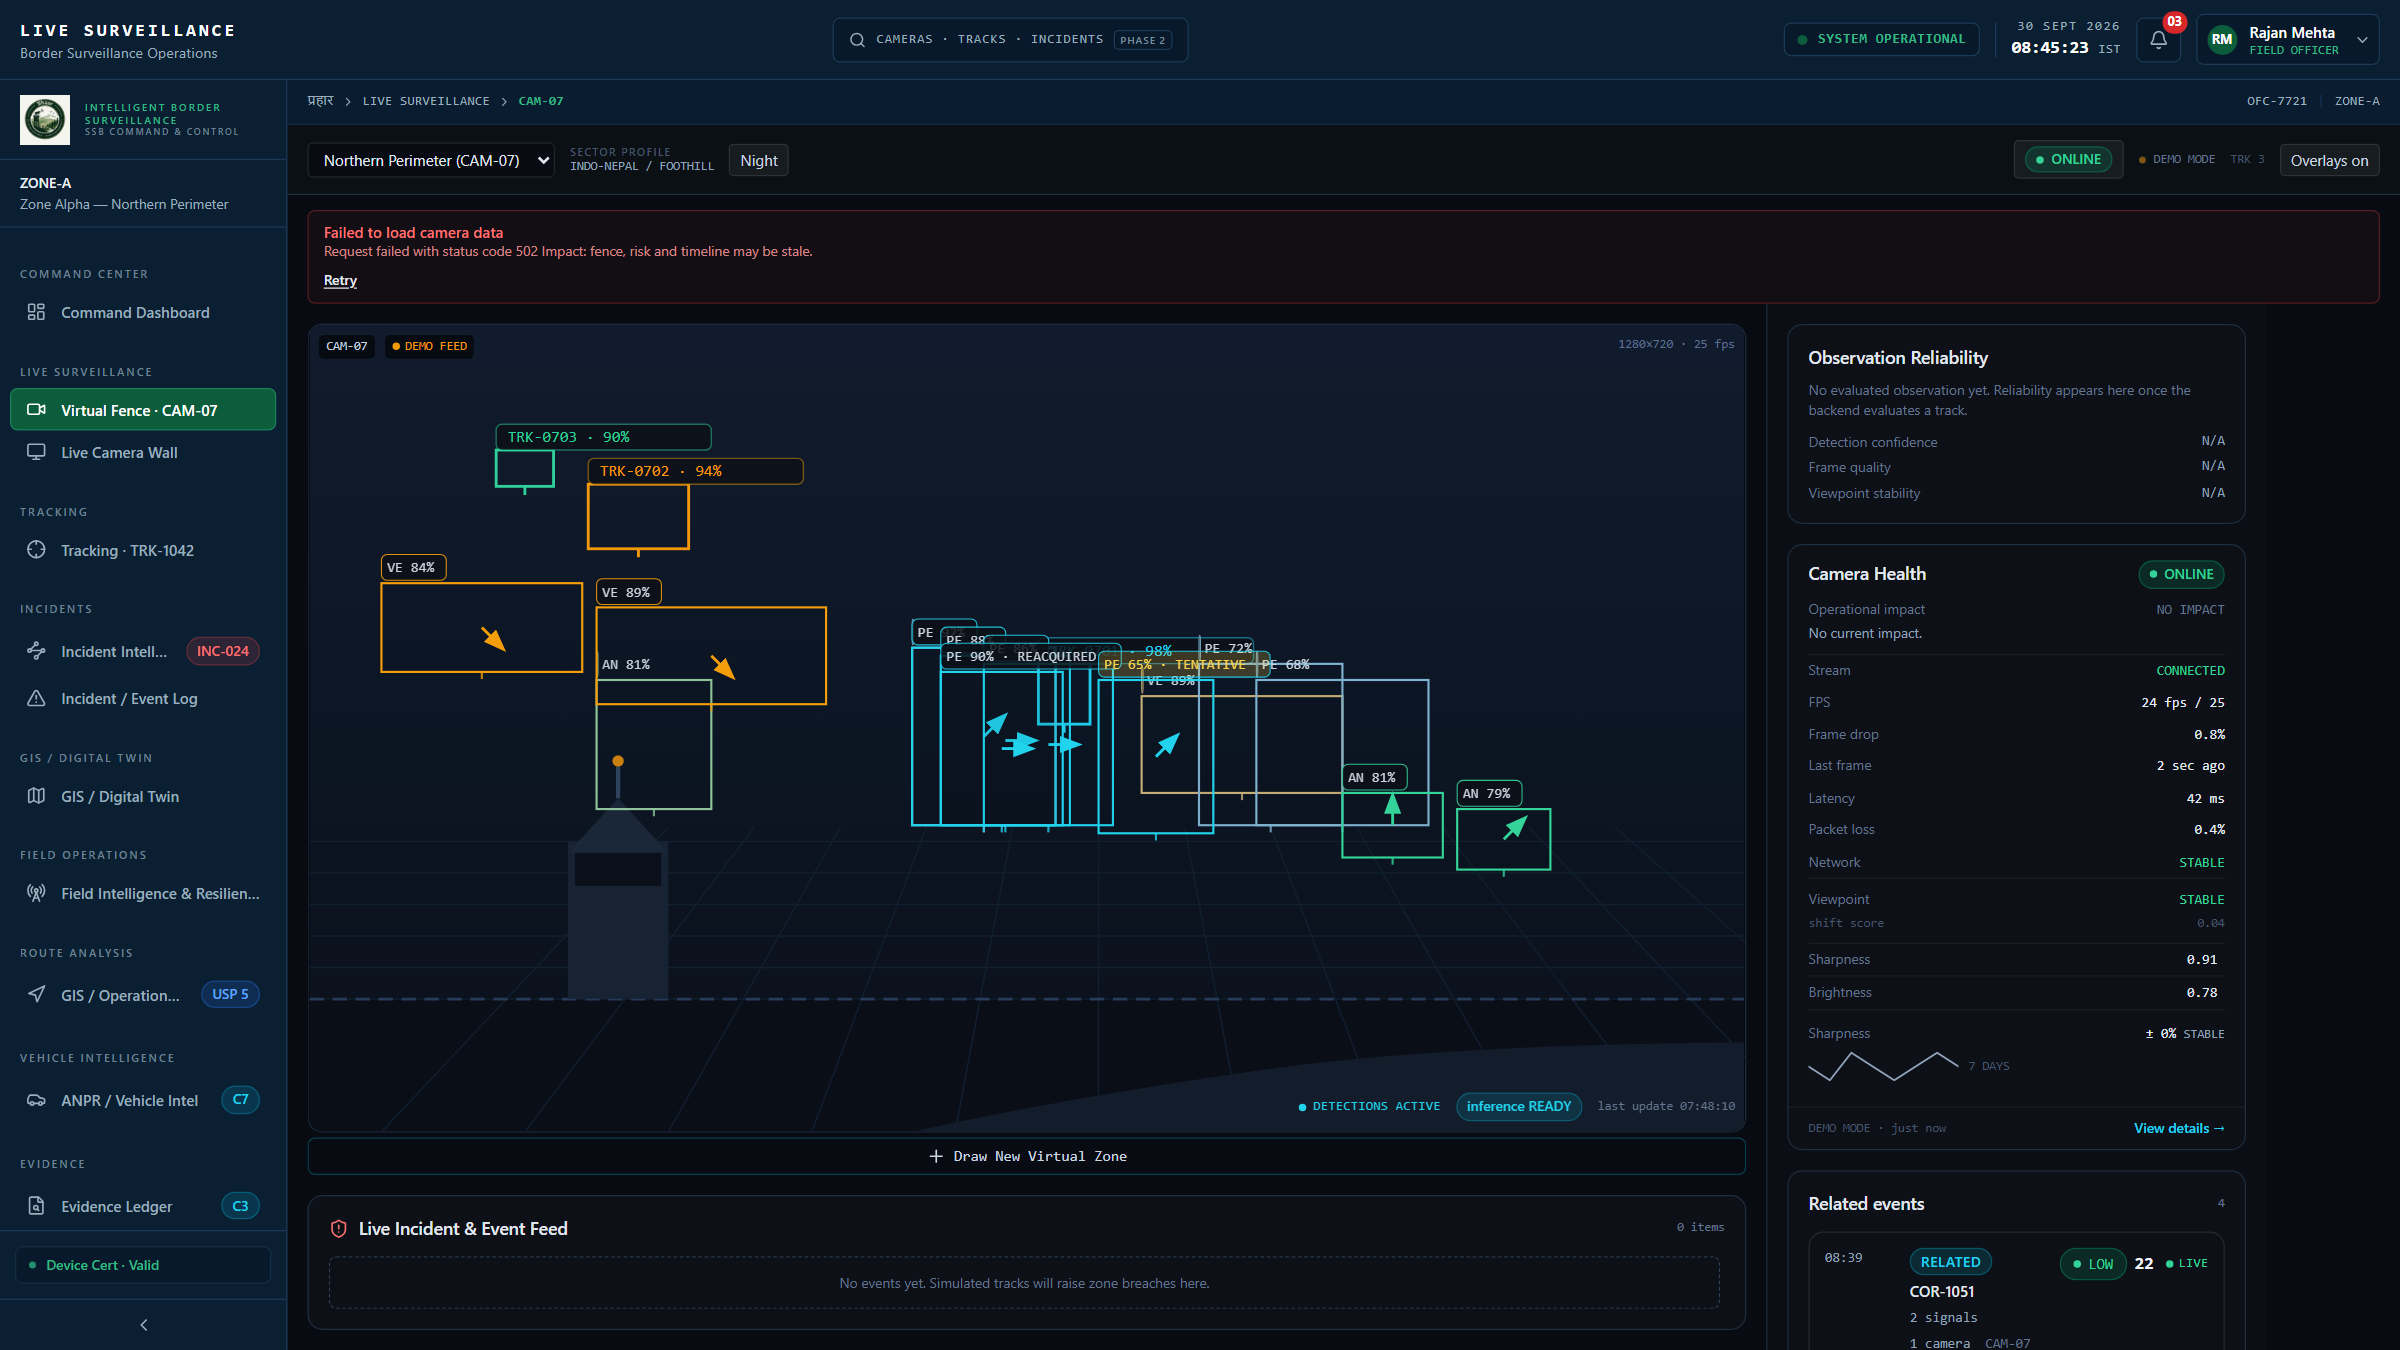 LIVE SURVEILLANCE
Border Surveillance Operations
CAMERAS · TRACKS · INCIDENTS PHASE 2
SYSTEM OPERATIONAL
30 SEPT 2026
08:45:23 IST
03
RM
Rajan Mehta
FIELD OFFICER
INTELLIGENT BORDER
SURVEILLANCE
SSB COMMAND & CONTROL
ZONE-A
Zone Alpha — Northern Perimeter
COMMAND CENTER
Command Dashboard
LIVE SURVEILLANCE
Virtual Fence · CAM-07
Live Camera Wall
TRACKING
Tracking · TRK-1042
INCIDENTS
Incident Intell... INC-024
Incident / Event Log
GIS / DIGITAL TWIN
GIS / Digital Twin
FIELD OPERATIONS
Field Intelligence & Resilien...
ROUTE ANALYSIS
GIS / Operation... USP 5
VEHICLE INTELLIGENCE
ANPR / Vehicle Intel C7
EVIDENCE
Evidence Ledger C3
Device Cert · Valid
प्रहार > LIVE SURVEILLANCE > CAM-07
OFC-7721 ZONE-A
Northern Perimeter (CAM-07)
SECTOR PROFILE
INDO-NEPAL / FOOTHILL
Night
ONLINE
DEMO MODE TRK 3
Overlays on
Failed to load camera data
Request failed with status code 502 Impact: fence, risk and timeline may be stale.
Retry
CAM-07 DEMO FEED
1280×720 · 25 fps
TRK-0703 · 90%
TRK-0702 · 94%
VE 84%
VE 89%
AN 81%
PE
PE 88%
PE 90% · REACQUIRED
· 98%
PE 72%
PE 65% · TENTATIVE
PE 68%
VE 89%
AN 81%
AN 79%
DETECTIONS ACTIVE inference READY last update 07:48:10
+ Draw New Virtual Zone
Live Incident & Event Feed
0 items
No events yet. Simulated tracks will raise zone breaches here.
Observation Reliability
No evaluated observation yet. Reliability appears here once the
backend evaluates a track.
Detection confidence N/A
Frame quality N/A
Viewpoint stability N/A
Camera Health ONLINE
Operational impact NO IMPACT
No current impact.
Stream CONNECTED
FPS 24 fps / 25
Frame drop 0.8%
Last frame 2 sec ago
Latency 42 ms
Packet loss 0.4%
Network STABLE
Viewpoint STABLE
shift score 0.04
Sharpness 0.91
Brightness 0.78
Sharpness ± 0% STABLE
7 DAYS
DEMO MODE · just now View details →
Related events 4
08:39 RELATED LOW 22 LIVE
COR-1051
2 signals
1 camera CAM-07